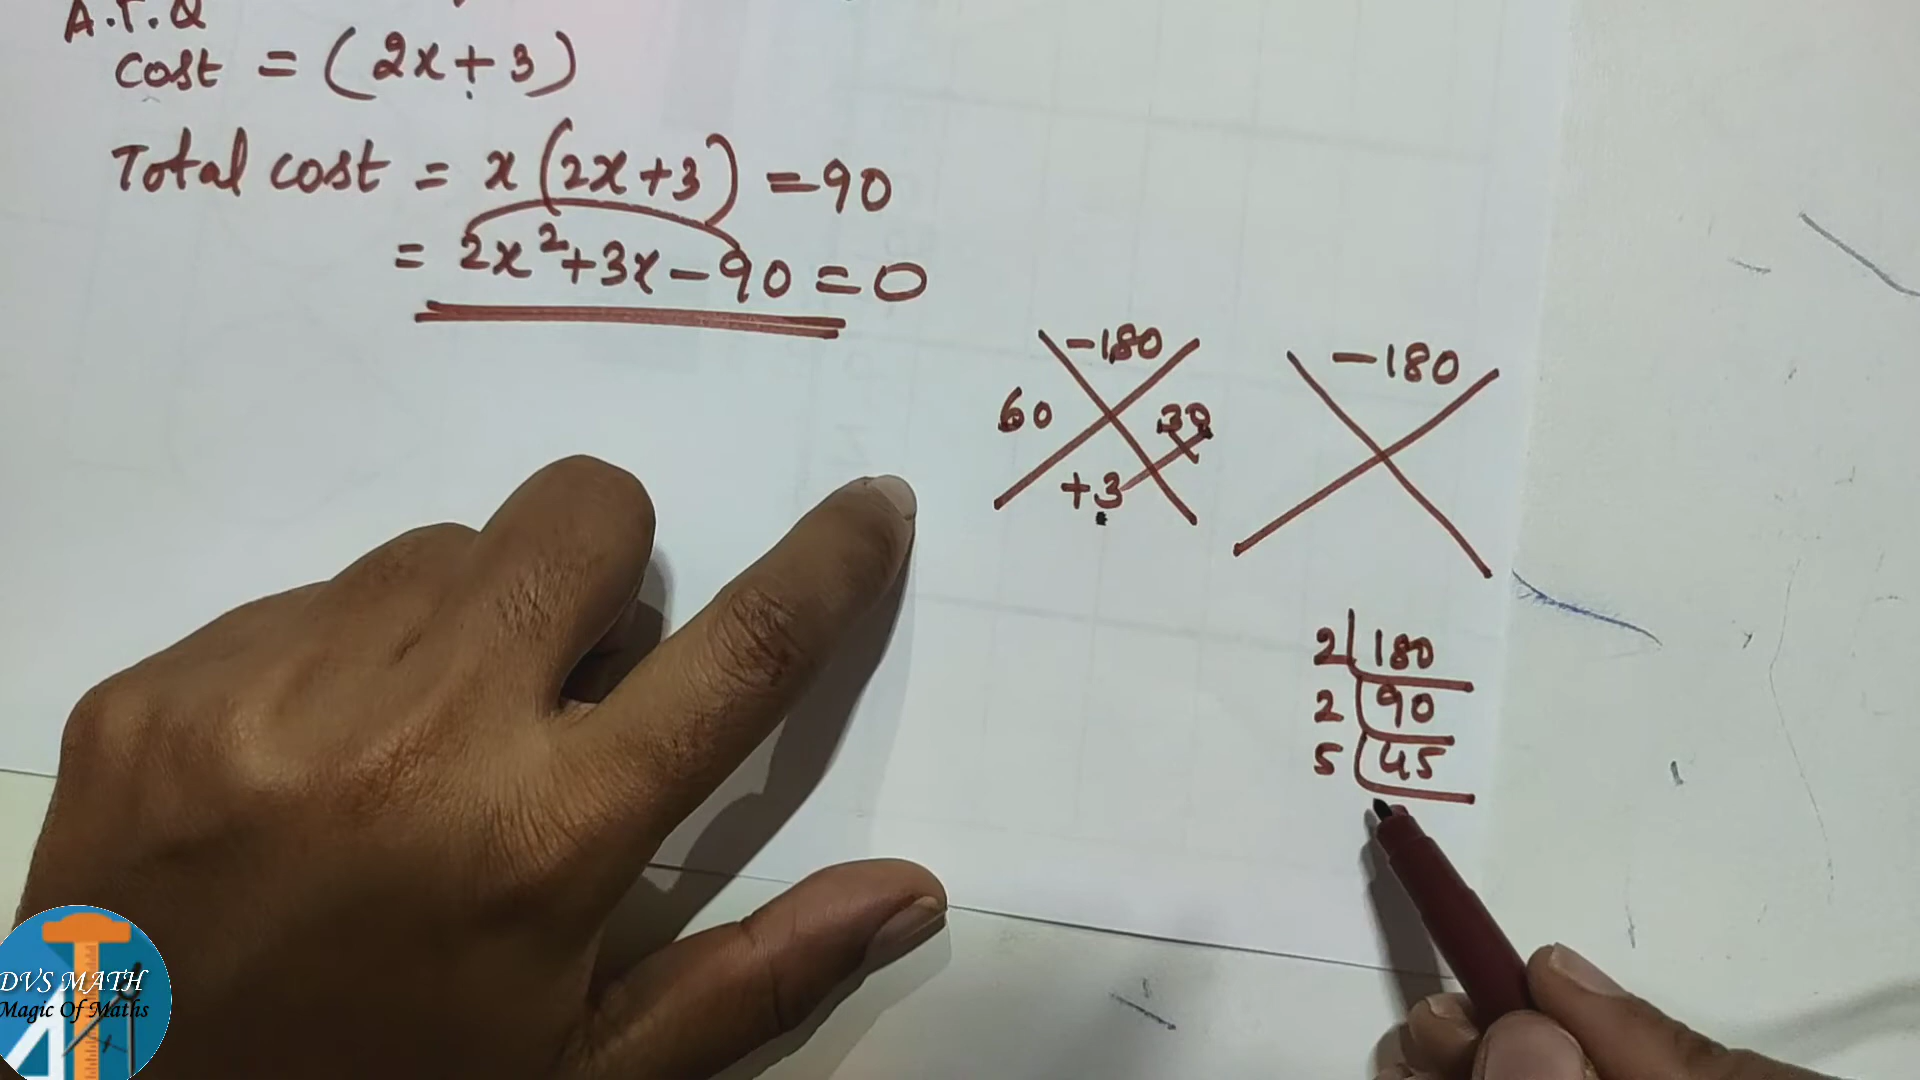 A.T.Q
Cost = (2x+3)
Total cost = x(2x+3) =90
= 2x²+3x-90=0
-180
60 30
+3
-180
2 180
2 90
5 45
DVS MATH
Magic Of Maths